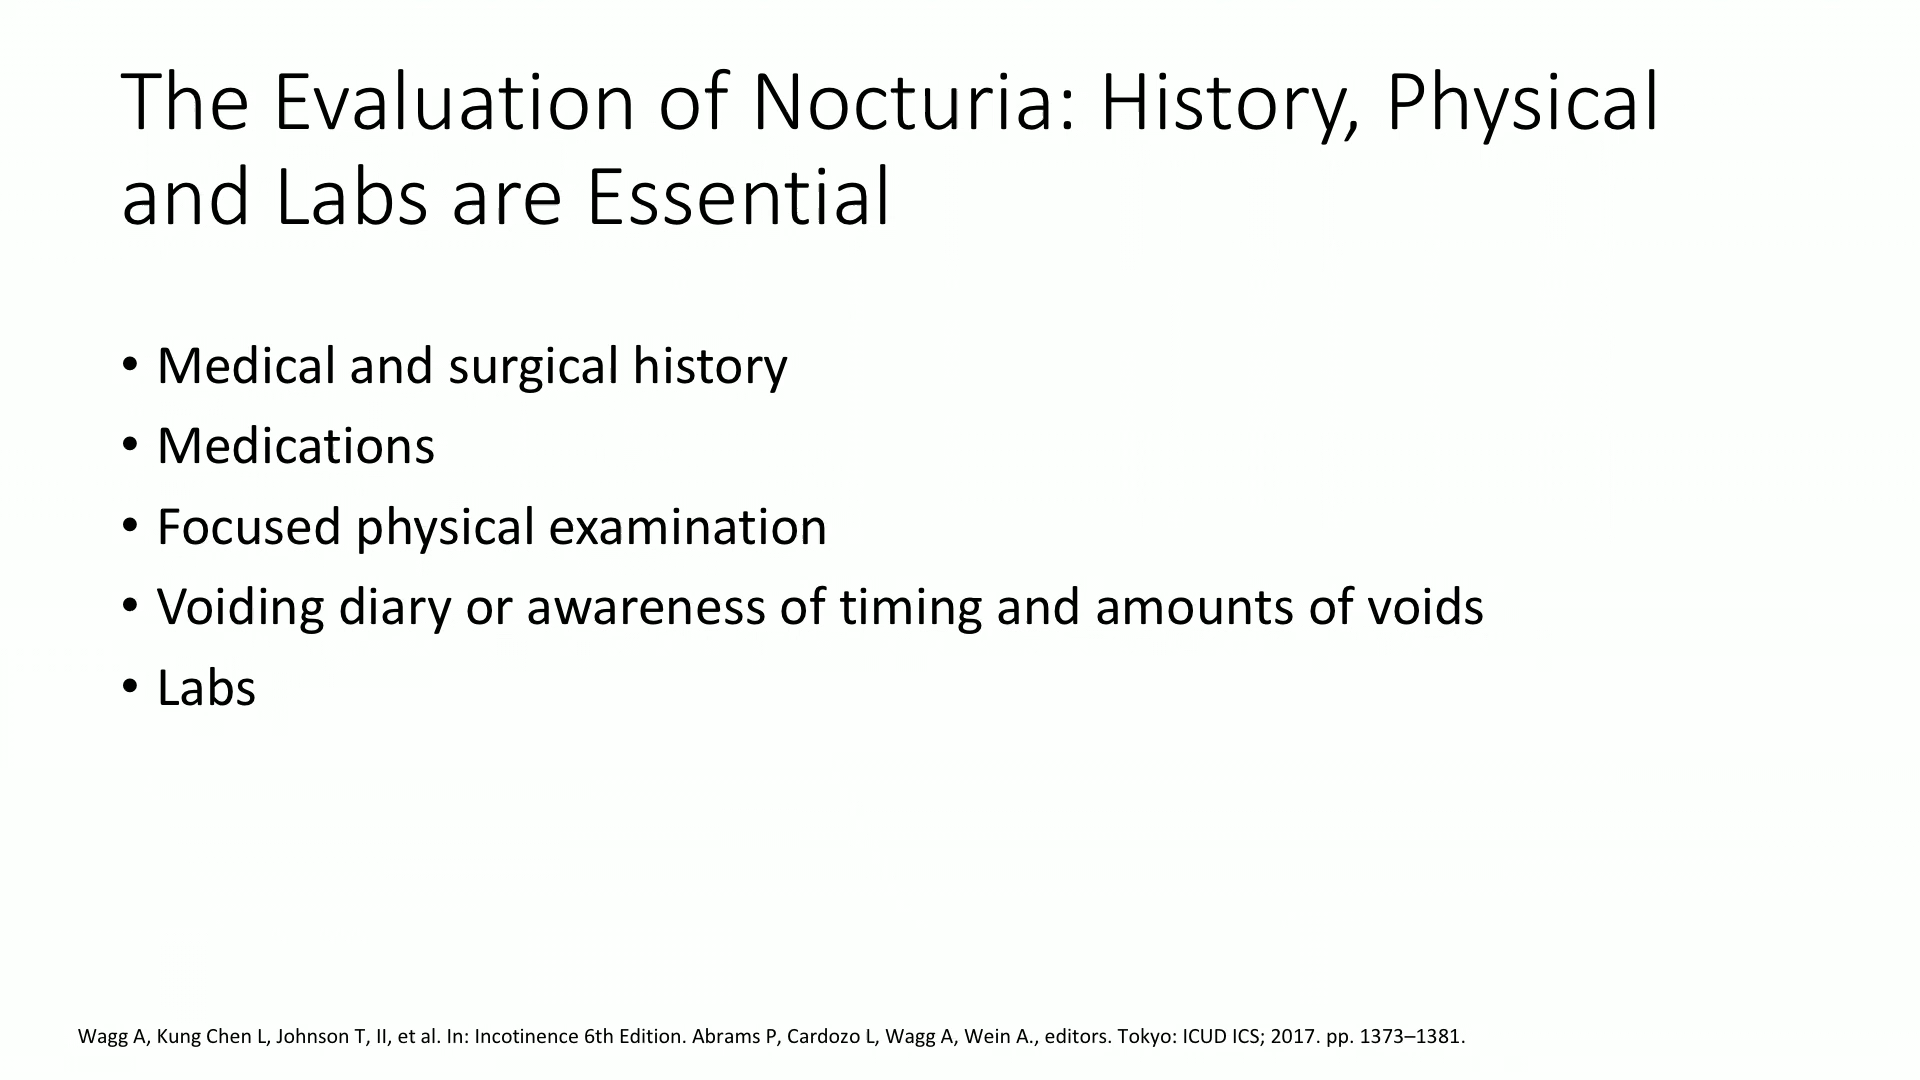 The Evaluation of Nocturia: History, Physical
and Labs are Essential
• Medical and surgical history
• Medications
• Focused physical examination
• Voiding diary or awareness of timing and amounts of voids
• Labs
Wagg A, Kung Chen L, Johnson T, II, et al. In: Incotinence 6th Edition. Abrams P, Cardozo L, Wagg A, Wein A., editors. Tokyo: ICUD ICS; 2017. pp. 1373–1381.